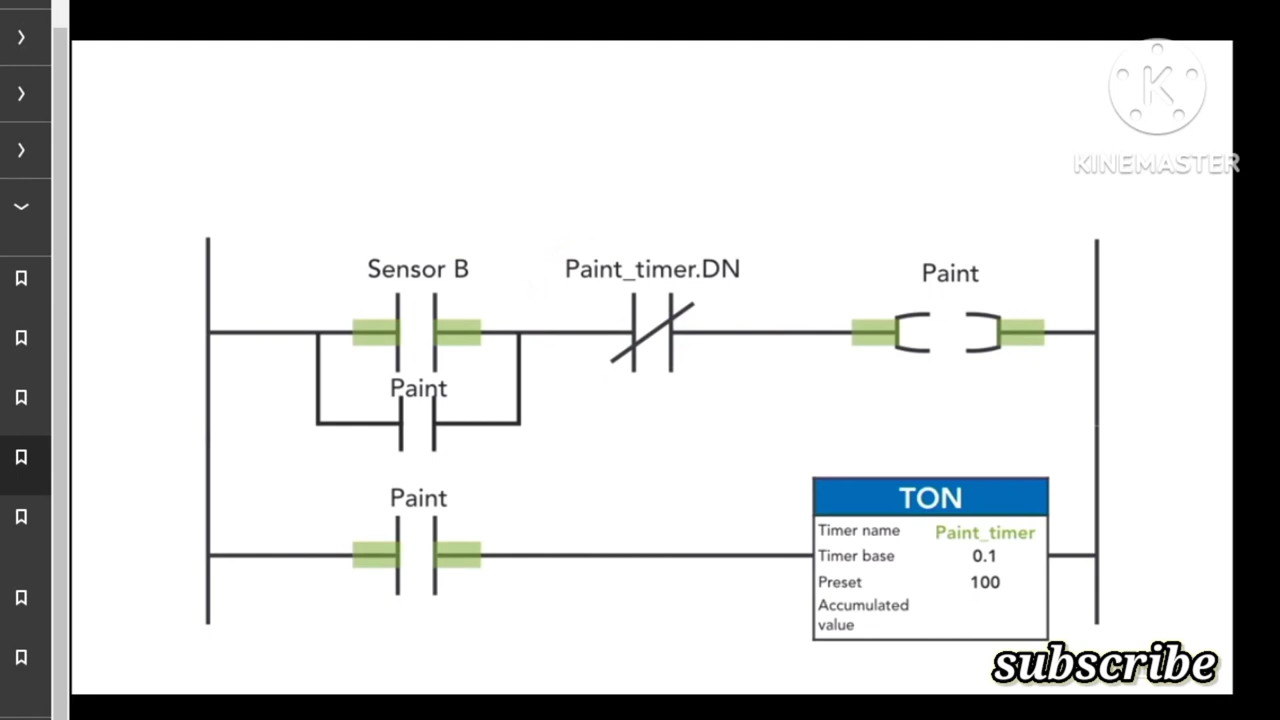 K
KINEMASTER
Sensor B
Paint_timer.DN
Paint
Paint
Paint
TON
Timer name Paint_timer
Timer base 0.1
Preset 100
Accumulated
value
subscribe